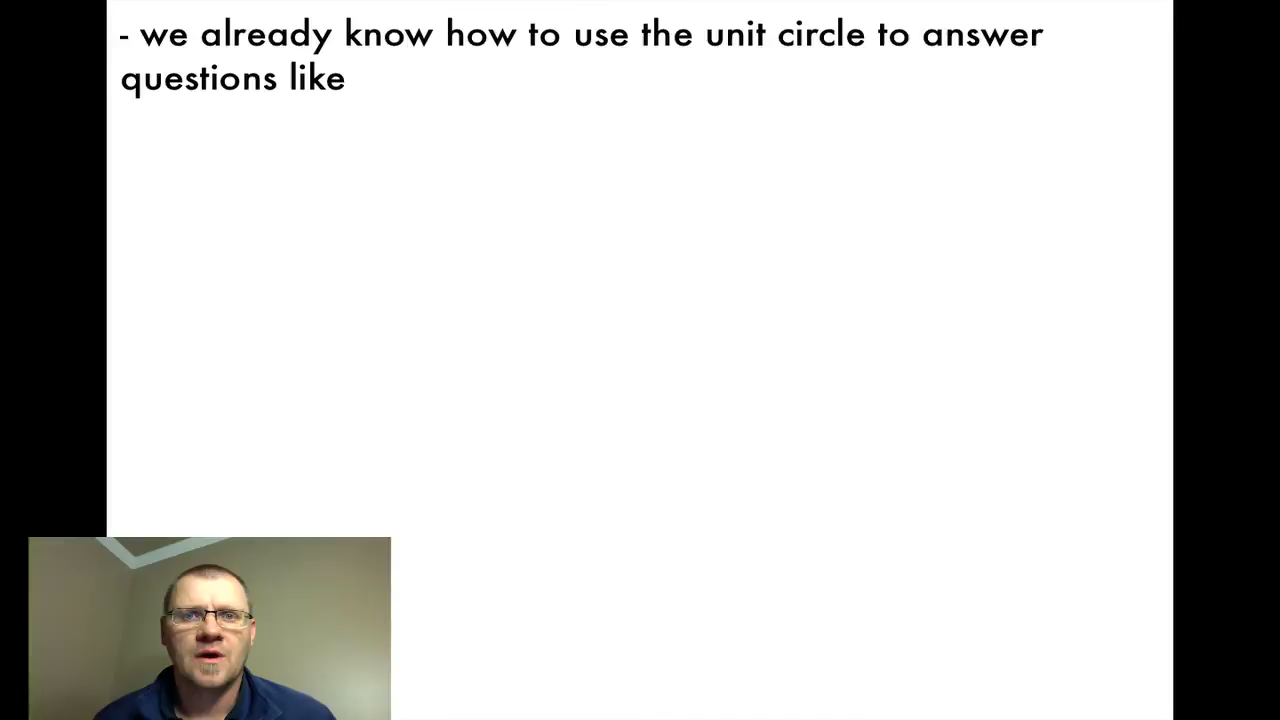 - we already know how to use the unit circle to answer
questions like